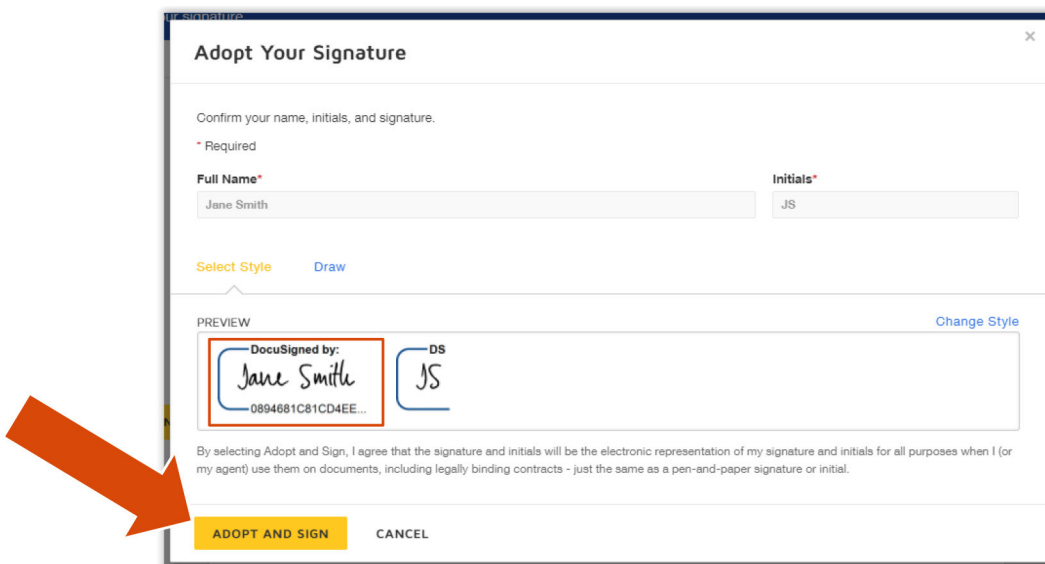 ur signature
Adopt Your Signature
×
Confirm your name, initials, and signature.
* Required
Full Name*
Initials*
Jane Smith
JS
Select Style
Draw
PREVIEW
Change Style
DocuSigned by:
DS
Jane Smith
JS
0894681C81CD4EE...
By selecting Adopt and Sign, I agree that the signature and initials will be the electronic representation of my signature and initials for all purposes when I (or
my agent) use them on documents, including legally binding contracts - just the same as a pen-and-paper signature or initial.
ADOPT AND SIGN
CANCEL